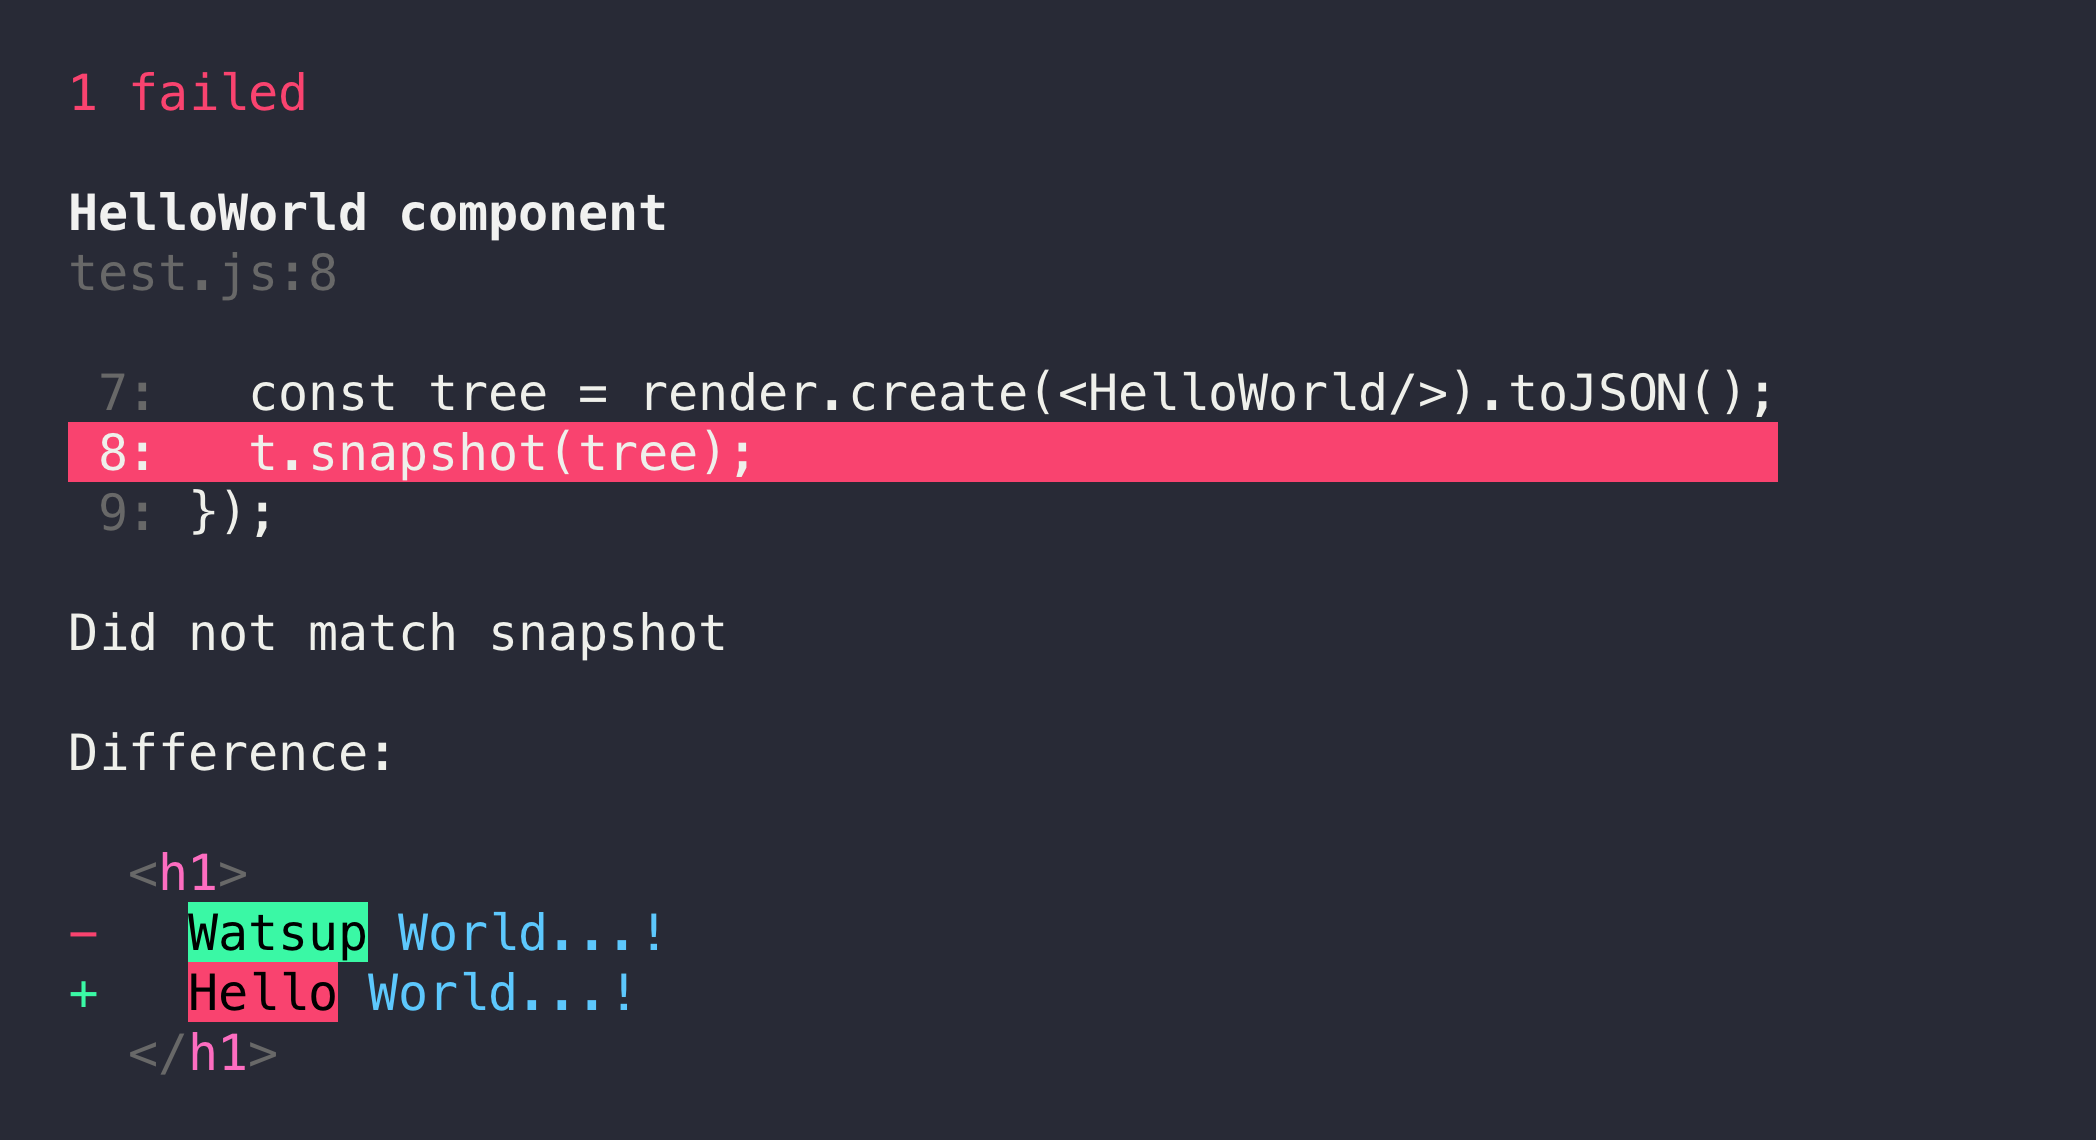 1 failed

HelloWorld component
test.js:8

 7:   const tree = render.create(<HelloWorld/>).toJSON();
 8:   t.snapshot(tree);
 9: });

Did not match snapshot

Difference:

  <h1>
-   Watsup World...!
+   Hello World...!
  </h1>